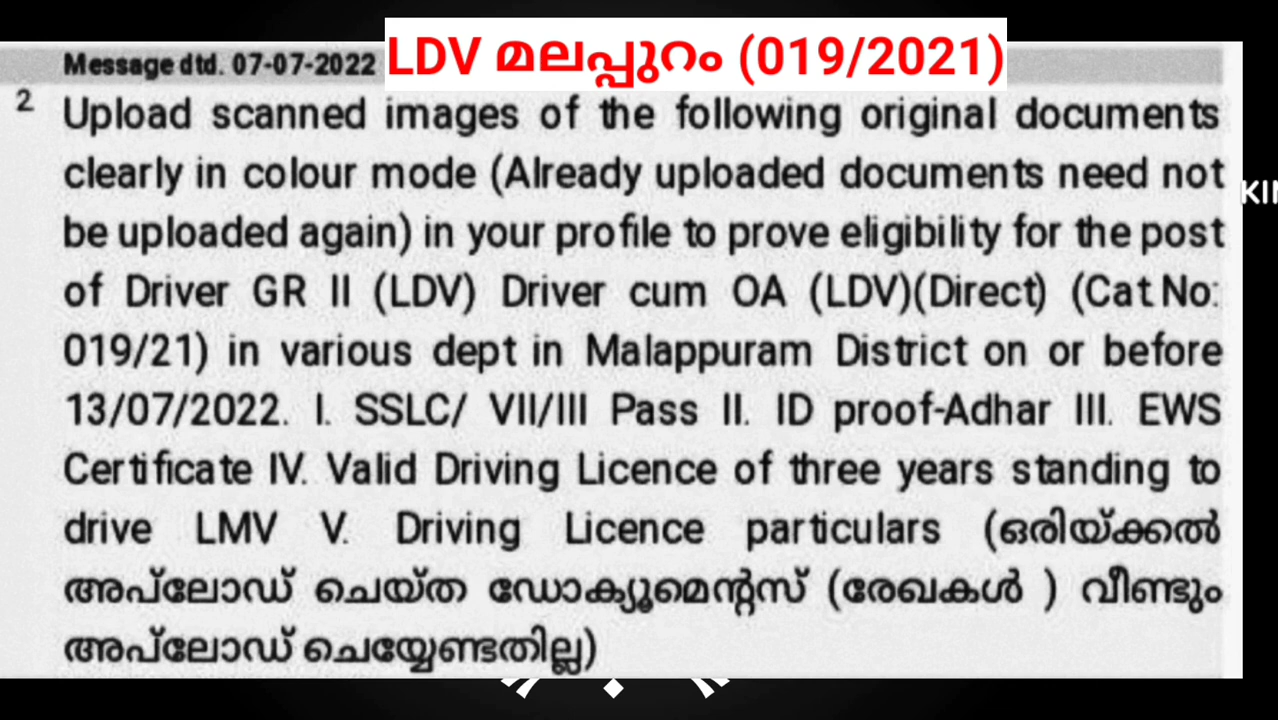 Message dtd. 07-07-2022 LDV മലപ്പുറം (019/2021)
2 Upload scanned images of the following original documents
clearly in colour mode (Already uploaded documents need not
be uploaded again) in your profile to prove eligibility for the post
of Driver GR II (LDV) Driver cum OA (LDV)(Direct) (Cat No:
019/21) in various dept in Malappuram District on or before
13/07/2022. I. SSLC/ VII/III Pass II. ID proof-Adhar III. EWS
Certificate IV. Valid Driving Licence of three years standing to
drive LMV V. Driving Licence particulars (ഒരിയ്ക്കൽ
അപ്‌ലോഡ് ചെയ്ത ഡോക്യൂമെൻ്റസ് (രേഖകൾ ) വീണ്ടും
അപ്‌ലോഡ് ചെയ്യേണ്ടതില്ല)